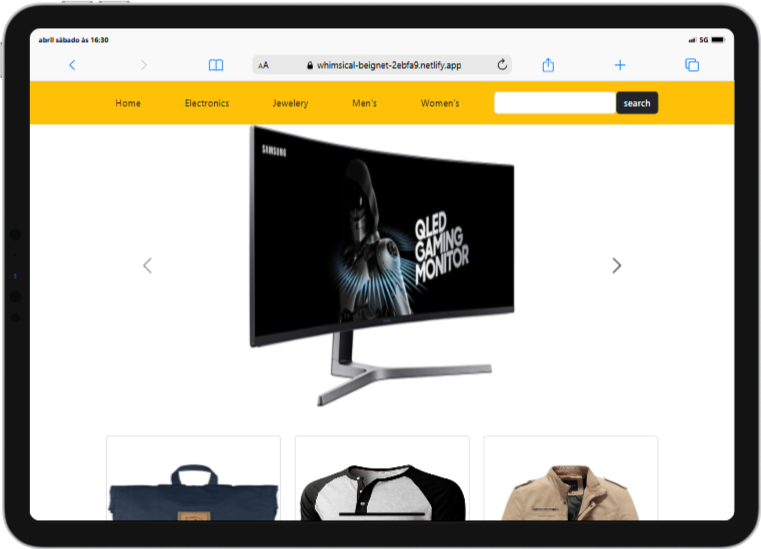 abril sábado às 16:30
5G
AA
whimsical-beignet-2ebfa9.netlify.app
Home
Electronics
Jewelery
Men's
Women's
search
SAMSUNG
QLED
GAMING
MONITOR